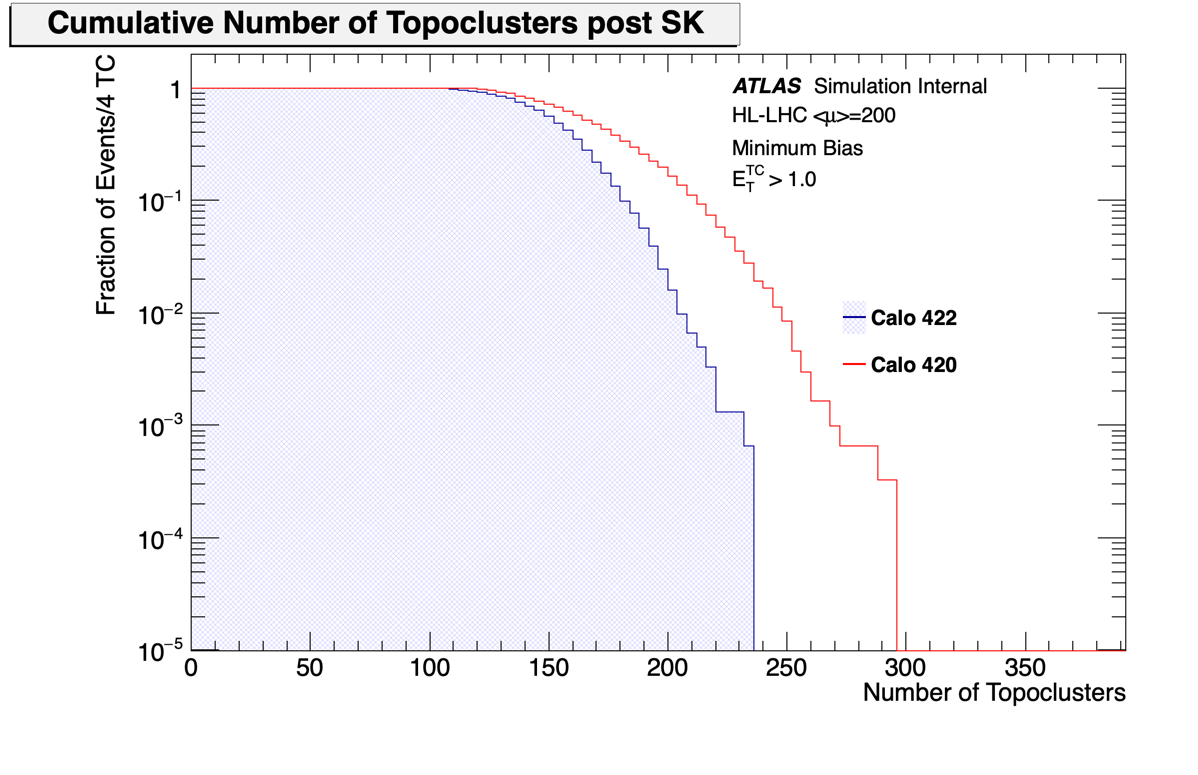 Cumulative Number of Topoclusters post SK
Fraction of Events/4 TC
1
10⁻¹
10⁻²
10⁻³
10⁻⁴
10⁻⁵
ATLAS Simulation Internal
HL-LHC <μ>=200
Minimum Bias
E_T^TC > 1.0
Calo 422
Calo 420
0 50 100 150 200 250 300 350
Number of Topoclusters